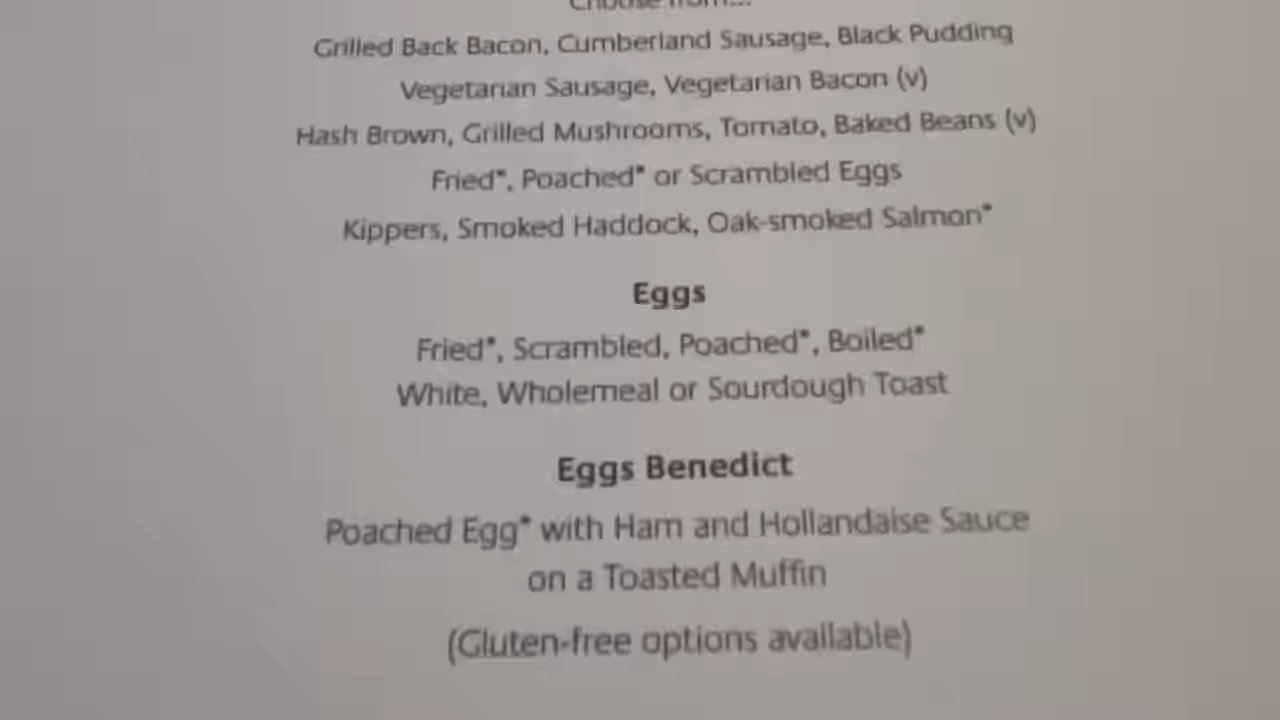 Choose from...
Grilled Back Bacon, Cumberland Sausage, Black Pudding
Vegetarian Sausage, Vegetarian Bacon (v)
Hash Brown, Grilled Mushrooms, Tomato, Baked Beans (v)
Fried*, Poached* or Scrambled Eggs
Kippers, Smoked Haddock, Oak-smoked Salmon*
Eggs
Fried*, Scrambled, Poached*, Boiled*
White, Wholemeal or Sourdough Toast
Eggs Benedict
Poached Egg* with Ham and Hollandaise Sauce
on a Toasted Muffin
(Gluten-free options available)